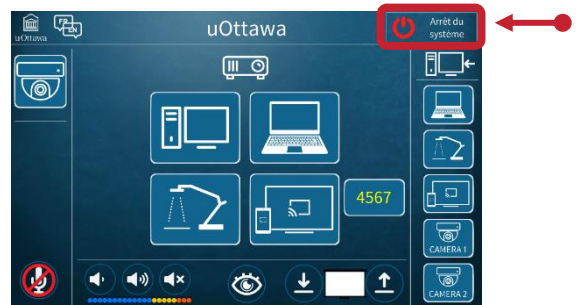 uOttawa
FR
EN
uOttawa
Arrêt du
système
4567
CAMERA 1
CAMERA 2